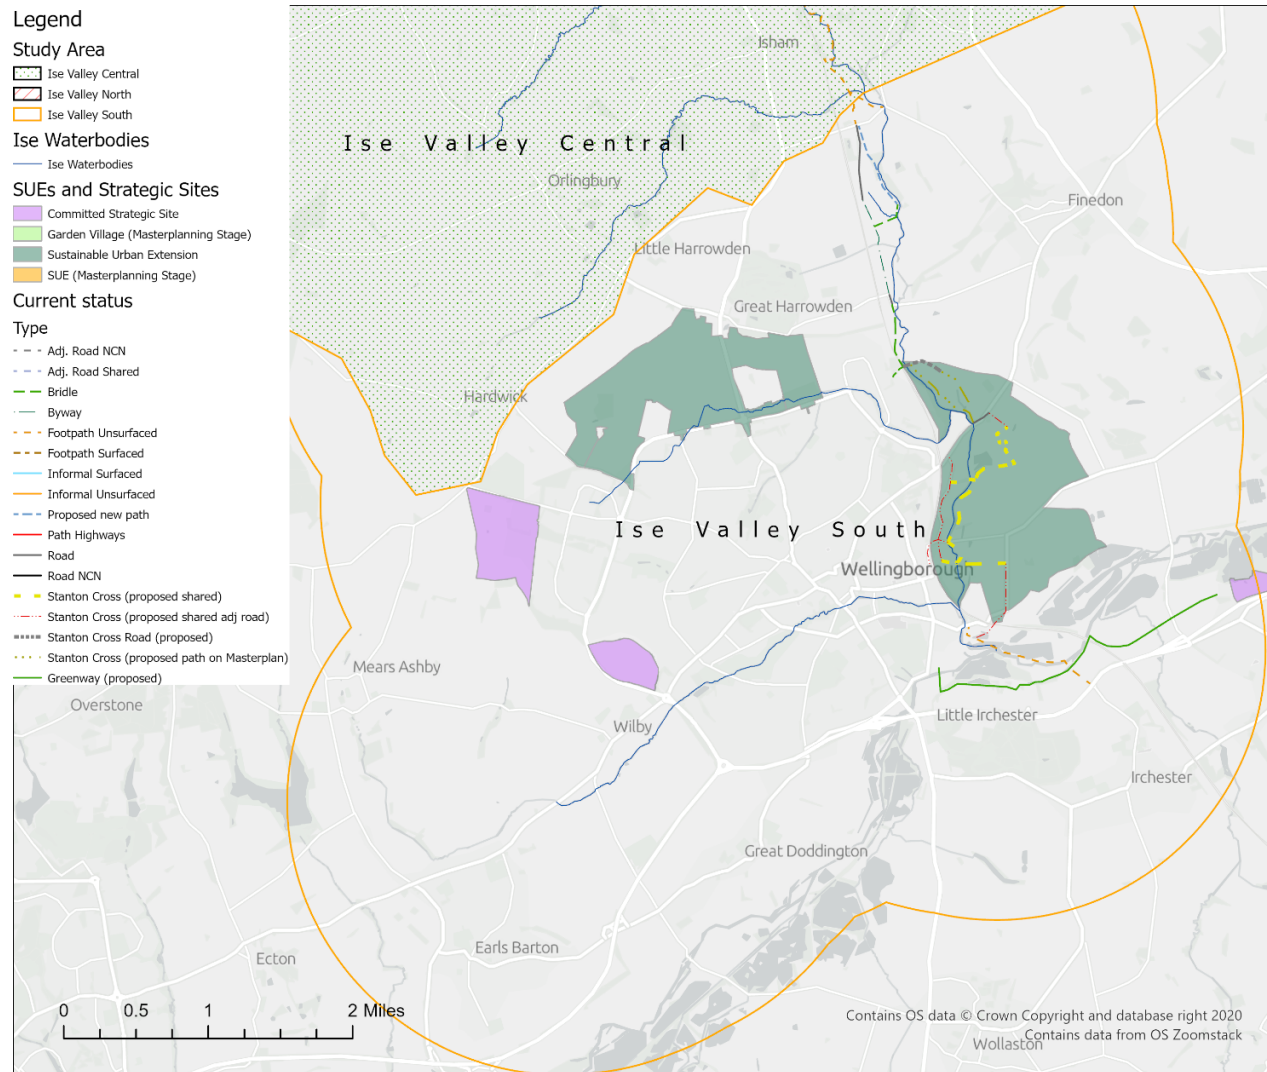 Legend
Study Area
Ise Valley Central
Ise Valley North
Ise Valley South
Ise Waterbodies
Ise Waterbodies
SUEs and Strategic Sites
Committed Strategic Site
Garden Village (Masterplanning Stage)
Sustainable Urban Extension
SUE (Masterplanning Stage)
Current status
Type
Adj. Road NCN
Adj. Road Shared
Bridle
Byway
Footpath Unsurfaced
Footpath Surfaced
Informal Surfaced
Informal Unsurfaced
Proposed new path
Path Highways
Road
Road NCN
Stanton Cross (proposed shared)
Stanton Cross (proposed shared adj road)
Stanton Cross Road (proposed)
Stanton Cross (proposed path on Masterplan)
Greenway (proposed)
Isham
Ise Valley Central
Orlingbury
Finedon
Little Harrowden
Great Harrowden
Hardwick
Ise Valley South
Wellingborough
Mears Ashby
Overstone
Wilby
Little Irchester
Irchester
Great Doddington
Earls Barton
Ecton
0 0.5 1 2 Miles
Contains OS data © Crown Copyright and database right 2020
Contains data from OS Zoomstack
Wollaston